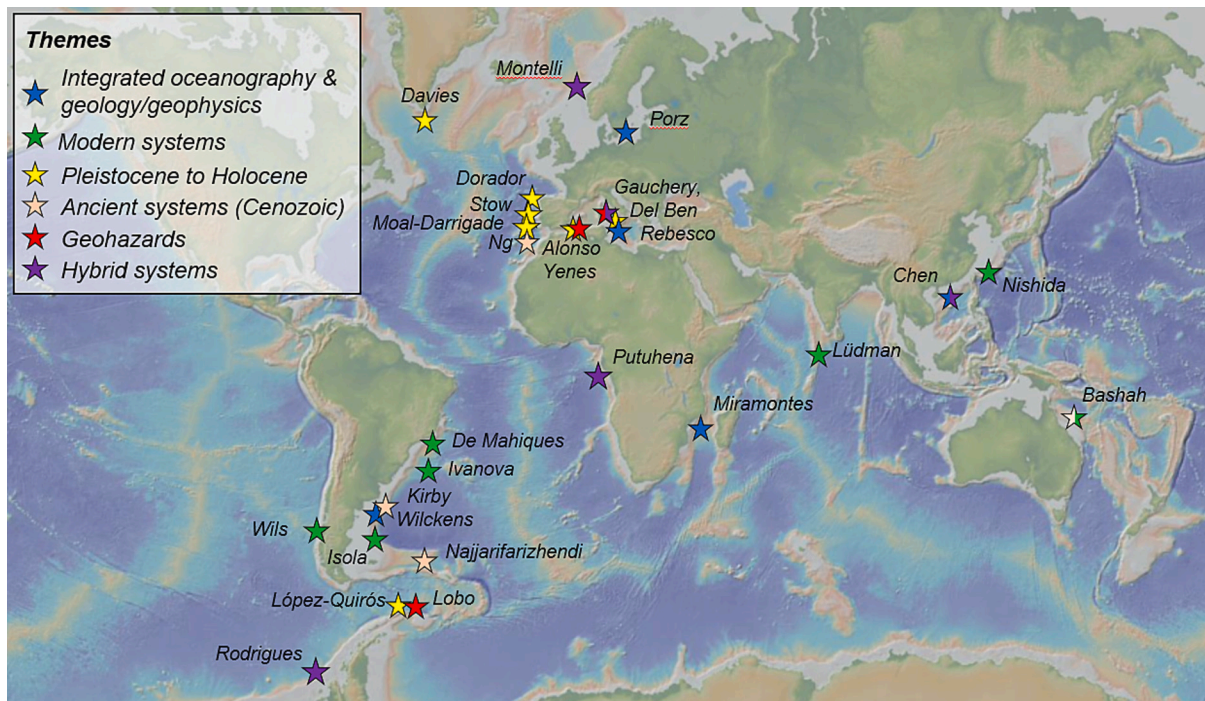 Themes
Integrated oceanography &
geology/geophysics
Modern systems
Pleistocene to Holocene
Ancient systems (Cenozoic)
Geohazards
Hybrid systems
Montelli
Davies
Porz
Dorador
Gauchery,
Stow
Del Ben
Moal-Darrigade
Rebesco
Ng
Alonso
Yenes
Chen
Nishida
Lüdman
Putuhena
Bashah
Miramontes
De Mahiques
Ivanova
Kirby
Wilckens
Wils
Isola
Najjarifarizhendi
López-Quirós
Lobo
Rodrigues